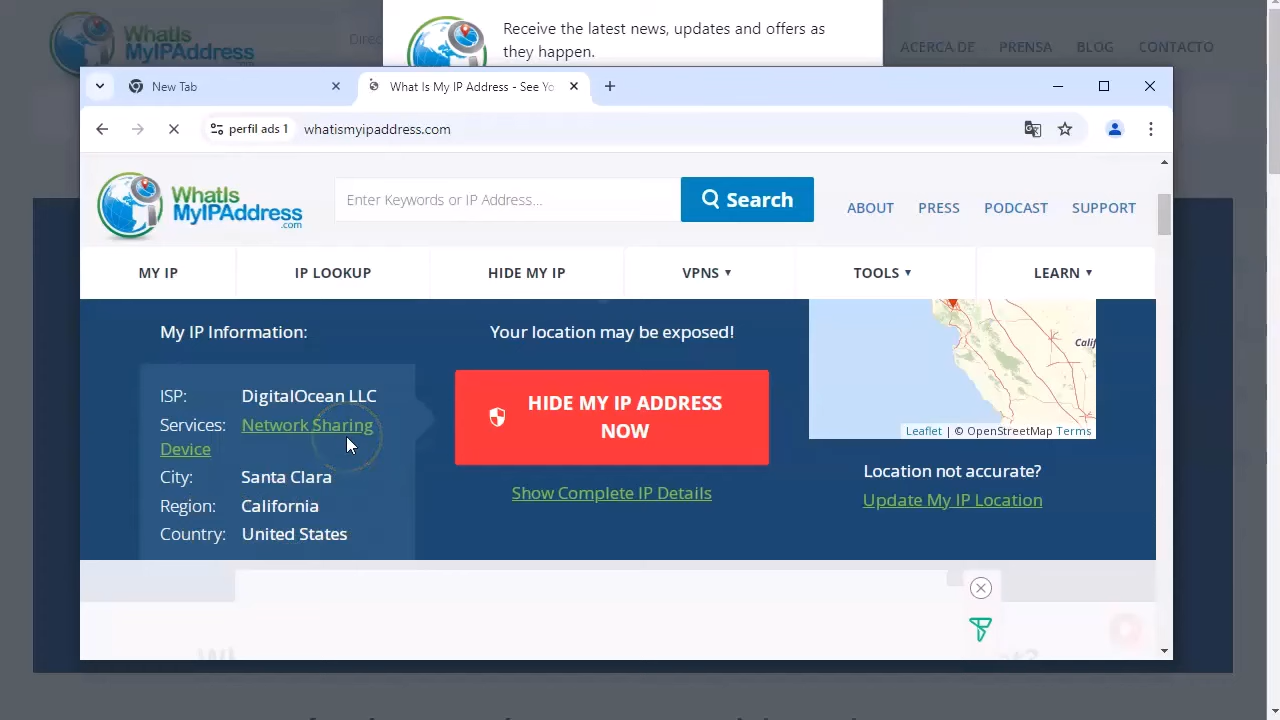 WhatIs
MyIPAddress
.com
Receive the latest news, updates and offers as
they happen.
ACERCA DE
PRENSA
BLOG
CONTACTO
New Tab
What Is My IP Address - See Yo
perfil ads 1
whatismyipaddress.com
WhatIs
MyIPAddress
.com
Enter Keywords or IP Address...
Search
ABOUT
PRESS
PODCAST
SUPPORT
MY IP
IP LOOKUP
HIDE MY IP
VPNS
TOOLS
LEARN
My IP Information:
ISP: DigitalOcean LLC
Services: Network Sharing
Device
City: Santa Clara
Region: California
Country: United States
Your location may be exposed!
HIDE MY IP ADDRESS
NOW
Show Complete IP Details
Calif
Leaflet | © OpenStreetMap Terms
Location not accurate?
Update My IP Location